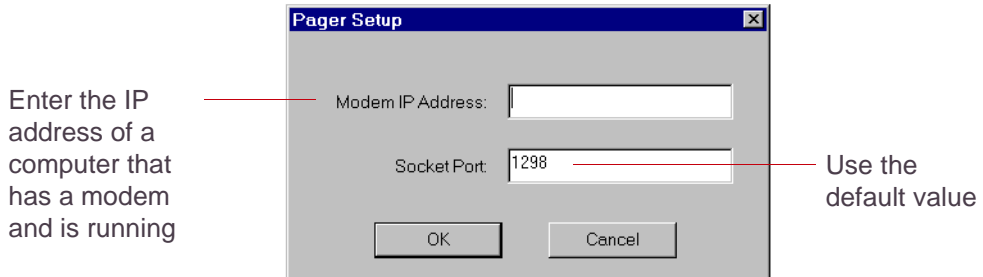 Pager Setup
Enter the IP
address of a
computer that
has a modem
and is running
Modem IP Address:
Socket Port:
1298
Use the
default value
OK
Cancel